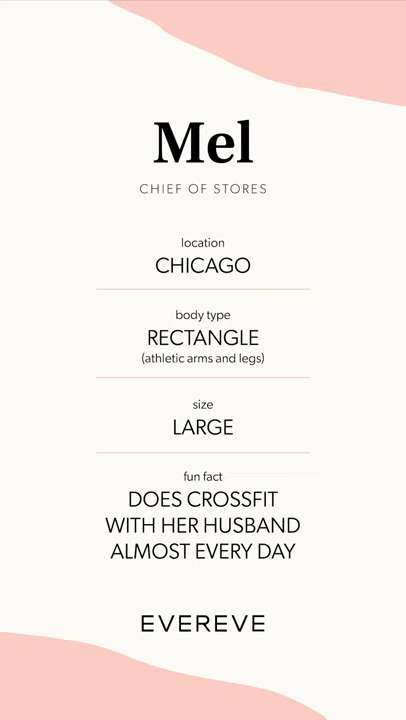 Mel
CHIEF OF STORES
location
CHICAGO
body type
RECTANGLE
(athletic arms and legs)
size
LARGE
fun fact
DOES CROSSFIT
WITH HER HUSBAND
ALMOST EVERY DAY
EVEREVE